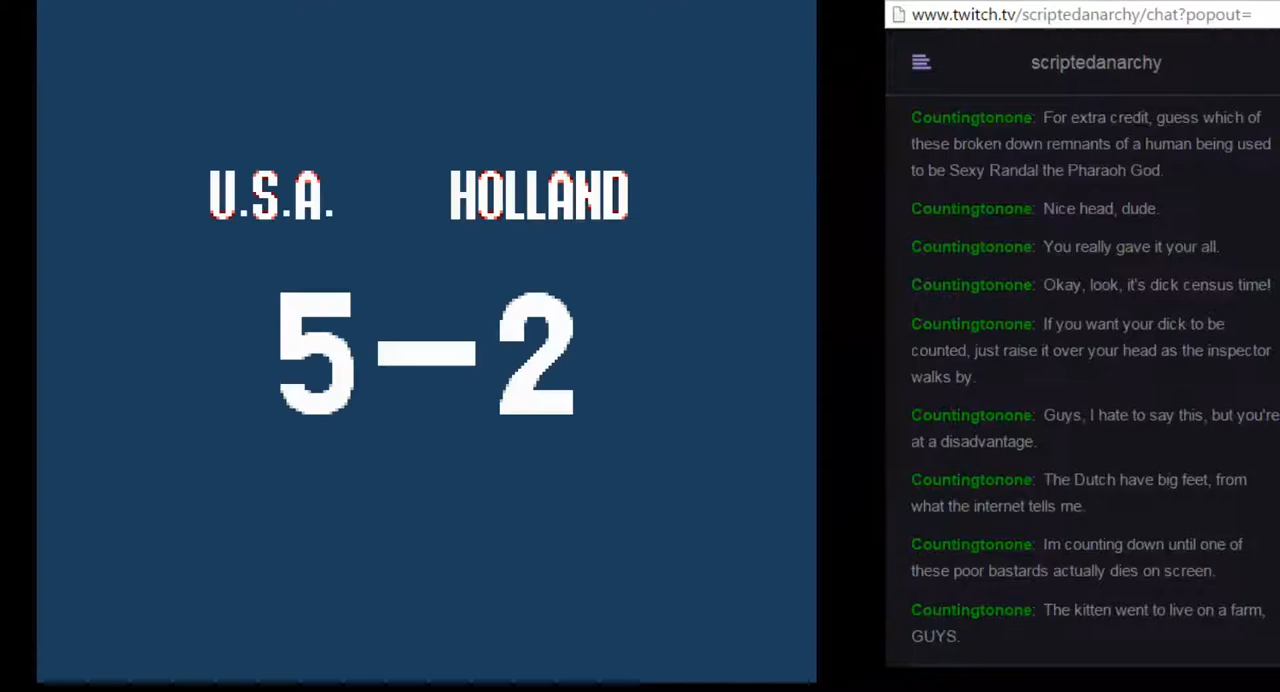 U.S.A. HOLLAND
5-2
www.twitch.tv/scriptedanarchy/chat?popout=
scriptedanarchy
Countingtonone: For extra credit, guess which of
these broken down remnants of a human being used
to be Sexy Randal the Pharaoh God.
Countingtonone: Nice head, dude.
Countingtonone: You really gave it your all.
Countingtonone: Okay, look, it's dick census time!
Countingtonone: If you want your dick to be
counted, just raise it over your head as the inspector
walks by.
Countingtonone: Guys, I hate to say this, but you're
at a disadvantage.
Countingtonone: The Dutch have big feet, from
what the internet tells me.
Countingtonone: Im counting down until one of
these poor bastards actually dies on screen.
Countingtonone: The kitten went to live on a farm,
GUYS.